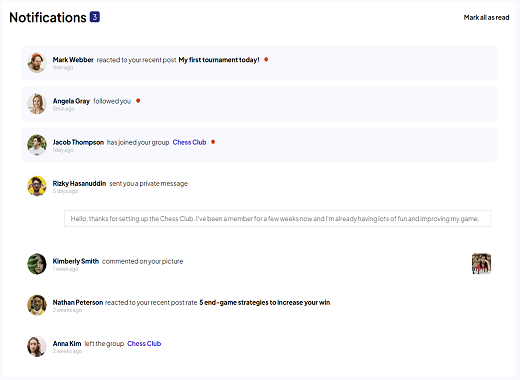 Notifications 3
Mark all as read
Mark Webber reacted to your recent post My first tournament today!
1min ago
Angela Gray followed you
5min ago
Jacob Thompson has joined your group Chess Club
1day ago
Rizky Hasanuddin sent you a private message
5 days ago
Hello, thanks for setting up the Chess Club. I've been a member for a few weeks now and I'm already having lots of fun and improving my game.
Kimberly Smith commented on your picture
1 week ago
Nathan Peterson reacted to your recent post rate 5 end-game strategies to increase your win
2 weeks ago
Anna Kim left the group Chess Club
2 weeks ago